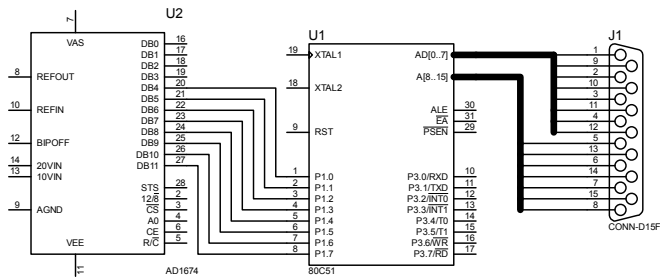 U2
7
VAS
8 REFOUT
10 REFIN
12 BIPOFF
14 20VIN
13 10VIN
9 AGND
VEE
11
DB0 16
DB1 17
DB2 18
DB3 19
DB4 20
DB5 21
DB6 22
DB7 23
DB8 24
DB9 25
DB10 26
DB11 27
STS 28
12/8 2
CS 3
A0 4
CE 6
R/C 5
AD1674
U1
19 XTAL1
18 XTAL2
9 RST
1 P1.0
2 P1.1
3 P1.2
4 P1.3
5 P1.4
6 P1.5
7 P1.6
8 P1.7
AD[0..7]
A[8..15]
ALE 30
EA 31
PSEN 29
P3.0/RXD 10
P3.1/TXD 11
P3.2/INT0 12
P3.3/INT1 13
P3.4/T0 14
P3.5/T1 15
P3.6/WR 16
P3.7/RD 17
80C51
J1
1
9
2
10
3
11
4
12
5
13
6
14
7
15
8
CONN-D15F